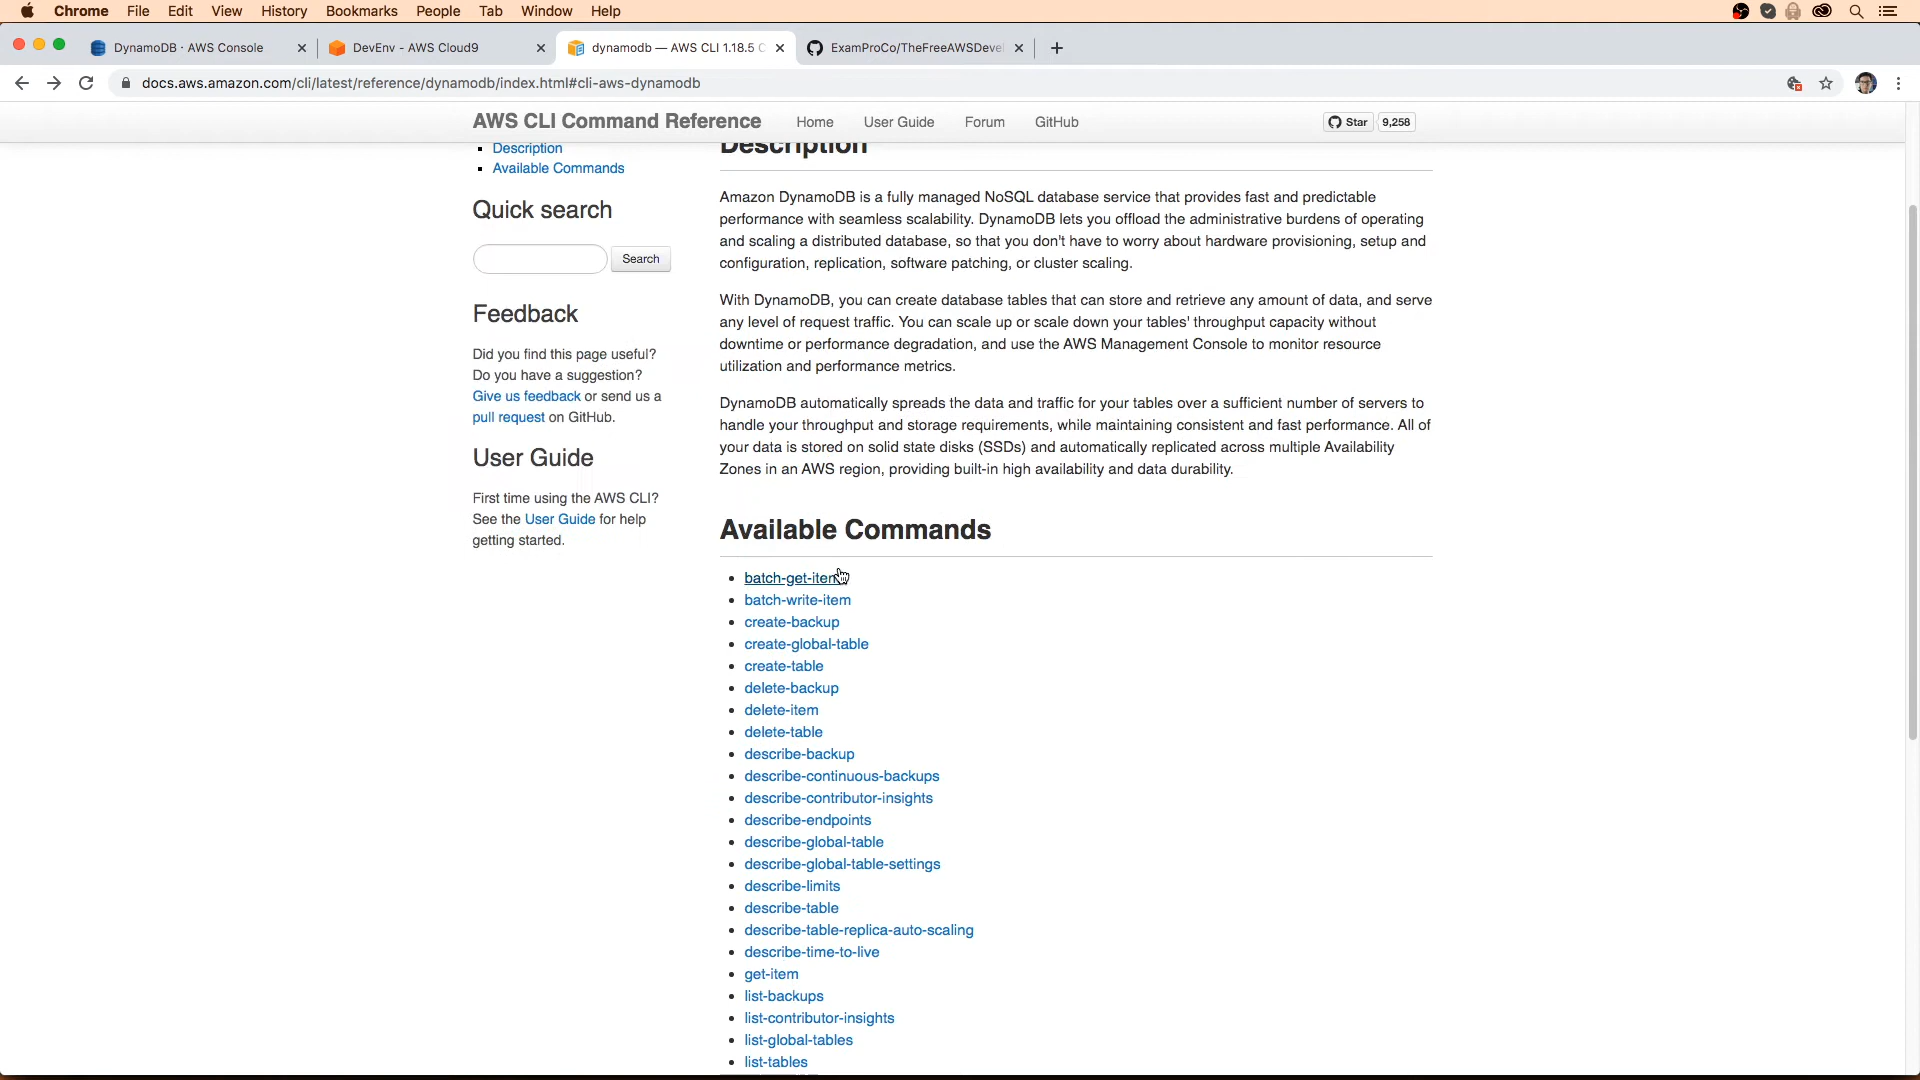 Chrome File Edit View History Bookmarks People Tab Window Help
DynamoDB · AWS Console
DevEnv - AWS Cloud9
dynamodb — AWS CLI 1.18.5
ExamProCo/TheFreeAWSDeve
docs.aws.amazon.com/cli/latest/reference/dynamodb/index.html#cli-aws-dynamodb
AWS CLI Command Reference Home User Guide Forum GitHub
Star 9,258
Description
Available Commands
Quick search
Search
Feedback
Did you find this page useful?
Do you have a suggestion?
Give us feedback or send us a
pull request on GitHub.
User Guide
First time using the AWS CLI?
See the User Guide for help
getting started.
Description
Amazon DynamoDB is a fully managed NoSQL database service that provides fast and predictable
performance with seamless scalability. DynamoDB lets you offload the administrative burdens of operating
and scaling a distributed database, so that you don't have to worry about hardware provisioning, setup and
configuration, replication, software patching, or cluster scaling.
With DynamoDB, you can create database tables that can store and retrieve any amount of data, and serve
any level of request traffic. You can scale up or scale down your tables' throughput capacity without
downtime or performance degradation, and use the AWS Management Console to monitor resource
utilization and performance metrics.
DynamoDB automatically spreads the data and traffic for your tables over a sufficient number of servers to
handle your throughput and storage requirements, while maintaining consistent and fast performance. All of
your data is stored on solid state disks (SSDs) and automatically replicated across multiple Availability
Zones in an AWS region, providing built-in high availability and data durability.
Available Commands
batch-get-item
batch-write-item
create-backup
create-global-table
create-table
delete-backup
delete-item
delete-table
describe-backup
describe-continuous-backups
describe-contributor-insights
describe-endpoints
describe-global-table
describe-global-table-settings
describe-limits
describe-table
describe-table-replica-auto-scaling
describe-time-to-live
get-item
list-backups
list-contributor-insights
list-global-tables
list-tables